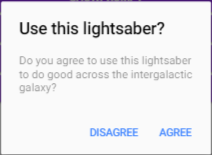 Use this lightsaber?
Do you agree to use this lightsaber
to do good across the intergalactic
galaxy?
DISAGREE AGREE